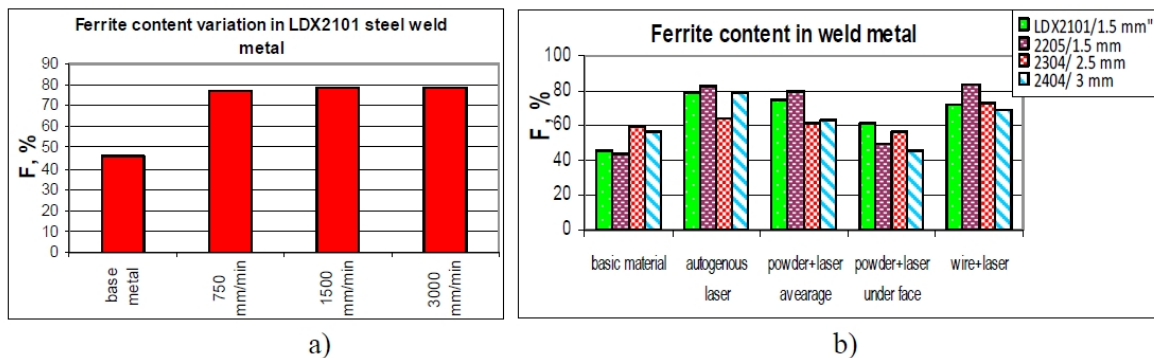 Ferrite content variation in LDX2101 steel weld
metal
F, %
90
80
70
60
50
40
30
20
10
0
base
metal
750
mm/min
1500
mm/min
3000
mm/min
a)
Ferrite content in weld metal
LDX2101/1.5 mm"
2205/1.5 mm
2304/ 2.5 mm
2404/ 3 mm
F, %
100
80
60
40
20
0
basic material
autogenous
laser
powder+laser
avearage
powder+laser
under face
wire+laser
b)